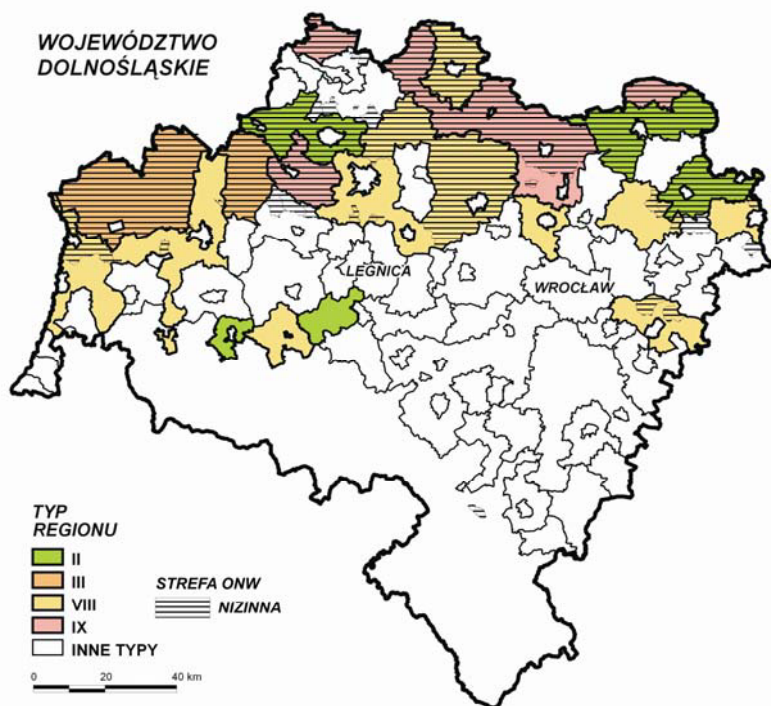 WOJEWÓDZTWO
DOLNOŚLĄSKIE
LEGNICA
WROCŁAW
TYP
REGIONU
II
III
VIII
IX
INNE TYPY
STREFA ONW
NIZINNA
0 20 40 km